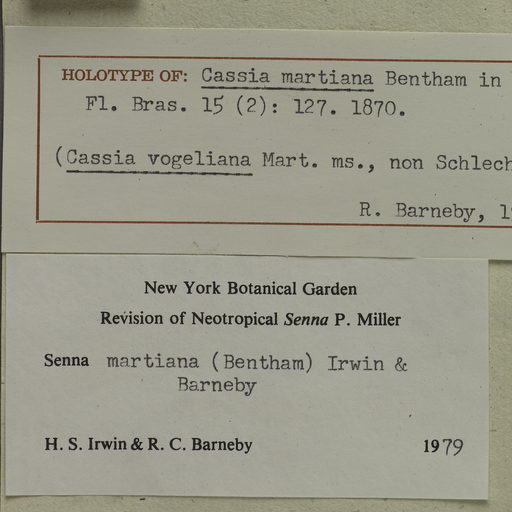 HOLOTYPE OF: Cassia martiana Bentham in
Fl. Bras. 15 (2): 127. 1870.
(Cassia vogeliana Mart. ms., non Schlech
R. Barneby, 1
New York Botanical Garden
Revision of Neotropical Senna P. Miller
Senna martiana (Bentham) Irwin &
Barneby
H. S. Irwin & R. C. Barneby 1979